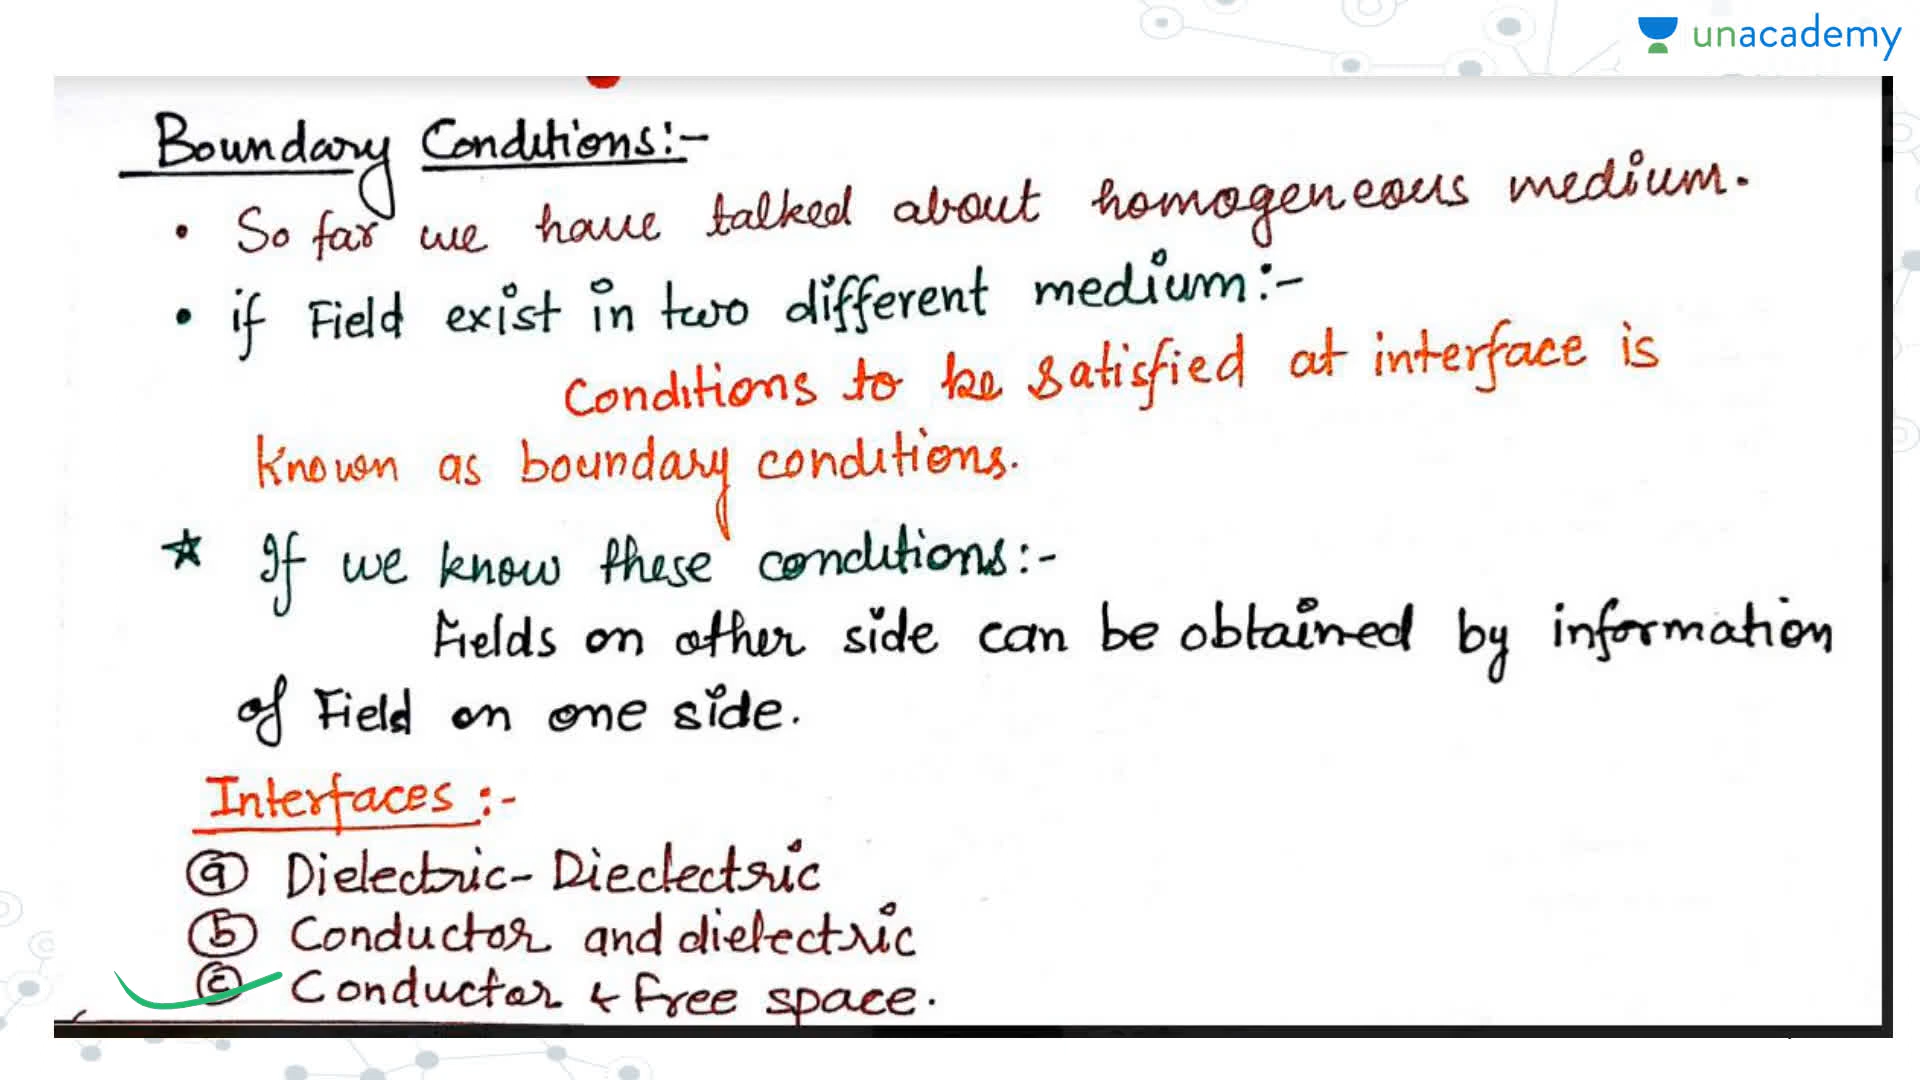 unacademy
Boundary Conditions:-
• So far we have talked about homogeneous medium.
• if Field exist in two different medium:-
Conditions to be satisfied at interface is
known as boundary conditions.
☆ If we know these conditions:-
Fields on other side can be obtained by information
of Field on one side.
Interfaces :-
ⓐ Dielectric- Dieclectric
ⓑ Conductor and dielectric
ⓒ Conductor & Free space.